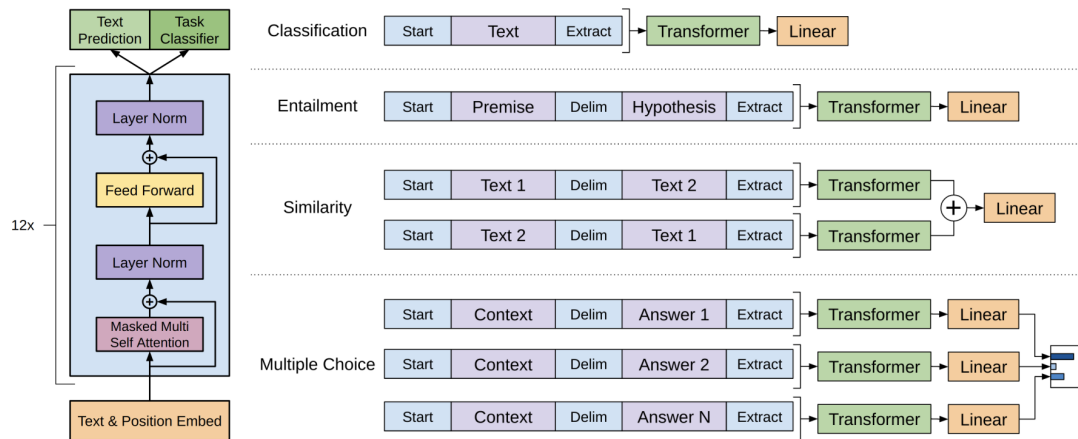 Text
Prediction
Task
Classifier
Layer Norm
Feed Forward
12x
Layer Norm
Masked Multi
Self Attention
Text & Position Embed
Classification
Start Text Extract Transformer Linear
Entailment
Start Premise Delim Hypothesis Extract Transformer Linear
Similarity
Start Text 1 Delim Text 2 Extract Transformer
Linear
Start Text 2 Delim Text 1 Extract Transformer
Multiple Choice
Start Context Delim Answer 1 Extract Transformer Linear
Start Context Delim Answer 2 Extract Transformer Linear
Start Context Delim Answer N Extract Transformer Linear